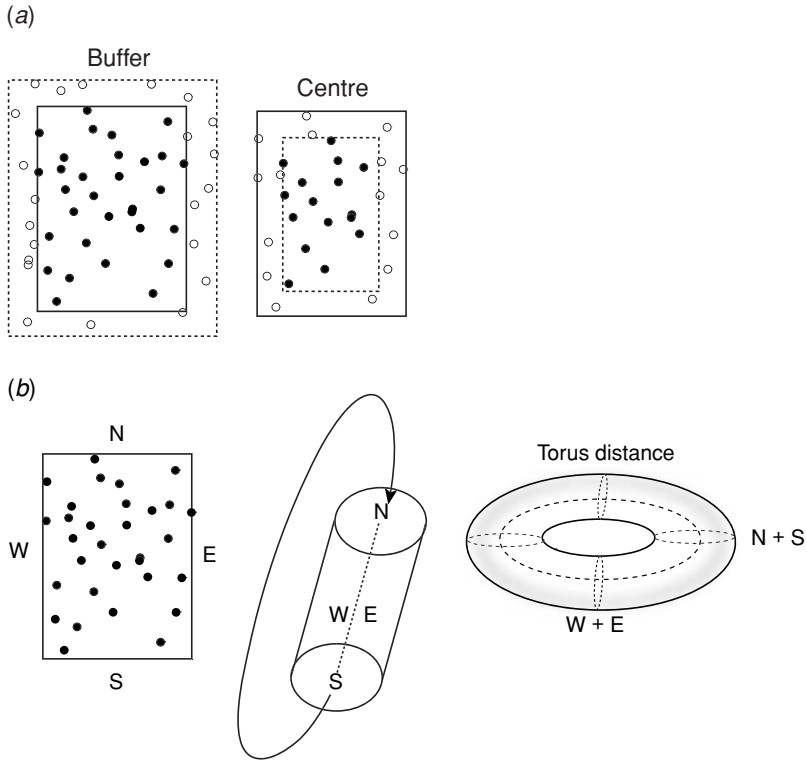 (a)
Buffer
Centre
(b)
N
W
E
S
N
W E
S
Torus distance
N + S
W + E